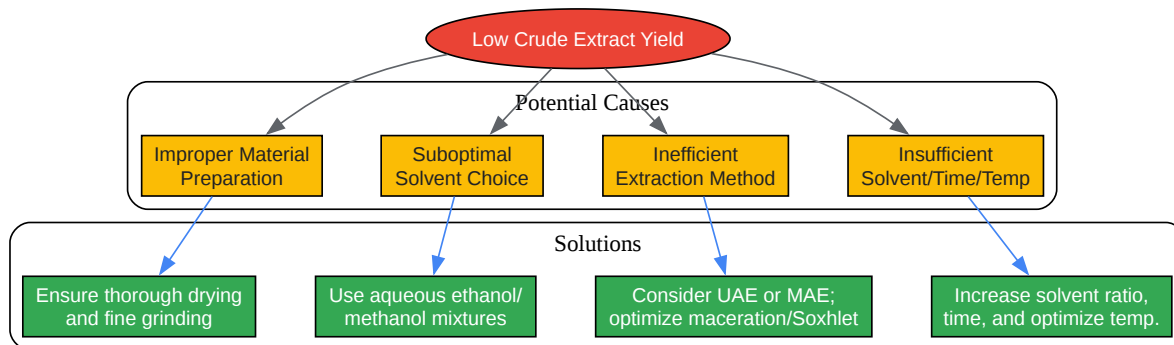 Low Crude Extract Yield
Potential Causes
Improper Material
Preparation
Suboptimal
Solvent Choice
Inefficient
Extraction Method
Insufficient
Solvent/Time/Temp
Solutions
Ensure thorough drying
and fine grinding
Use aqueous ethanol/
methanol mixtures
Consider UAE or MAE;
optimize maceration/Soxhlet
Increase solvent ratio,
time, and optimize temp.